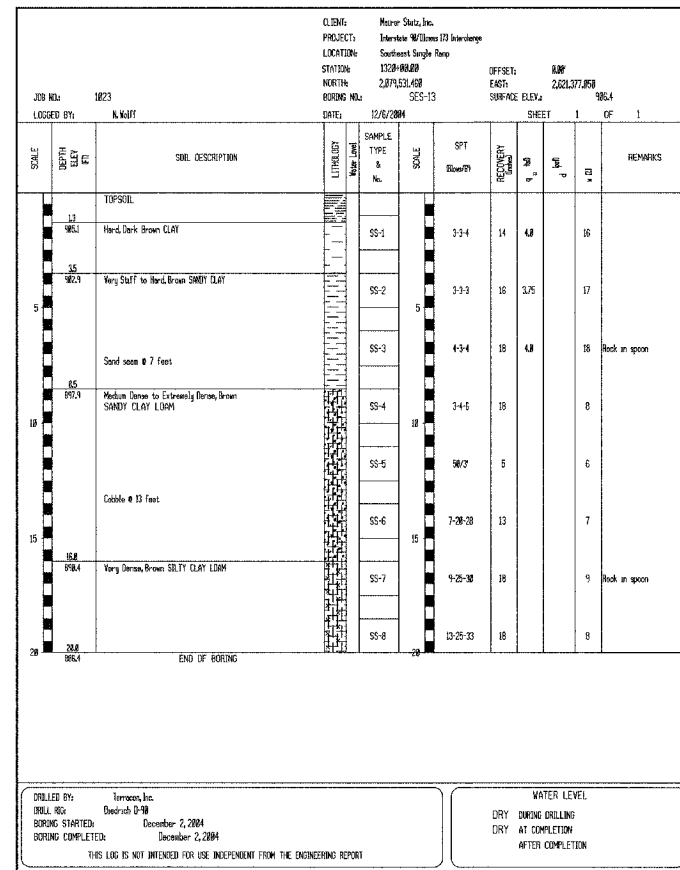 CLIENT: Maurer Stutz, Inc.
PROJECT: Interstate 90/Illinois 173 Interchange
LOCATION: Southeast Single Ramp
STATION: 1320+00.00 OFFSET: 0.00'
NORTH: 2,079,531.460 EAST: 2,621,377.050
JOB NO.: 1023 BORING NO.: SES-13 SURFACE ELEV.: 906.4
LOGGED BY: N. Wolff DATE: 12/6/2004 SHEET 1 OF 1
SCALE DEPTH ELEV (FT) SOIL DESCRIPTION LITHOLOGY Water Level SAMPLE TYPE & No. SCALE SPT (Blows/6") RECOVERY (inches) q u (tsf) d (pcf) w (%) REMARKS
TOPSOIL
1.3
905.1 Hard, Dark Brown CLAY SS-1 3-3-4 14 4.0 16
3.5
902.9 Very Stiff to Hard, Brown SANDY CLAY SS-2 3-3-3 16 3.75 17
5 5
SS-3 4-3-4 18 4.0 18 Rock in spoon
Sand seam @ 7 feet
8.5
897.9 Medium Dense to Extremely Dense, Brown
SANDY CLAY LOAM SS-4 3-4-6 18 8
10 10
SS-5 50/3" 5 6
Cobble @ 13 feet
SS-6 7-20-20 13 7
15 15
16.0
890.4 Very Dense, Brown SILTY CLAY LOAM SS-7 9-25-30 18 9 Rock in spoon
SS-8 13-25-33 18 8
20 20.0 20
886.4 END OF BORING
DRILLED BY: Terracon, Inc.
DRILL RIG: Diedrich D-90
BORING STARTED: December 2, 2004
BORING COMPLETED: December 2, 2004
THIS LOG IS NOT INTENDED FOR USE INDEPENDENT FROM THE ENGINEERING REPORT
WATER LEVEL
DRY DURING DRILLING
DRY AT COMPLETION
AFTER COMPLETION